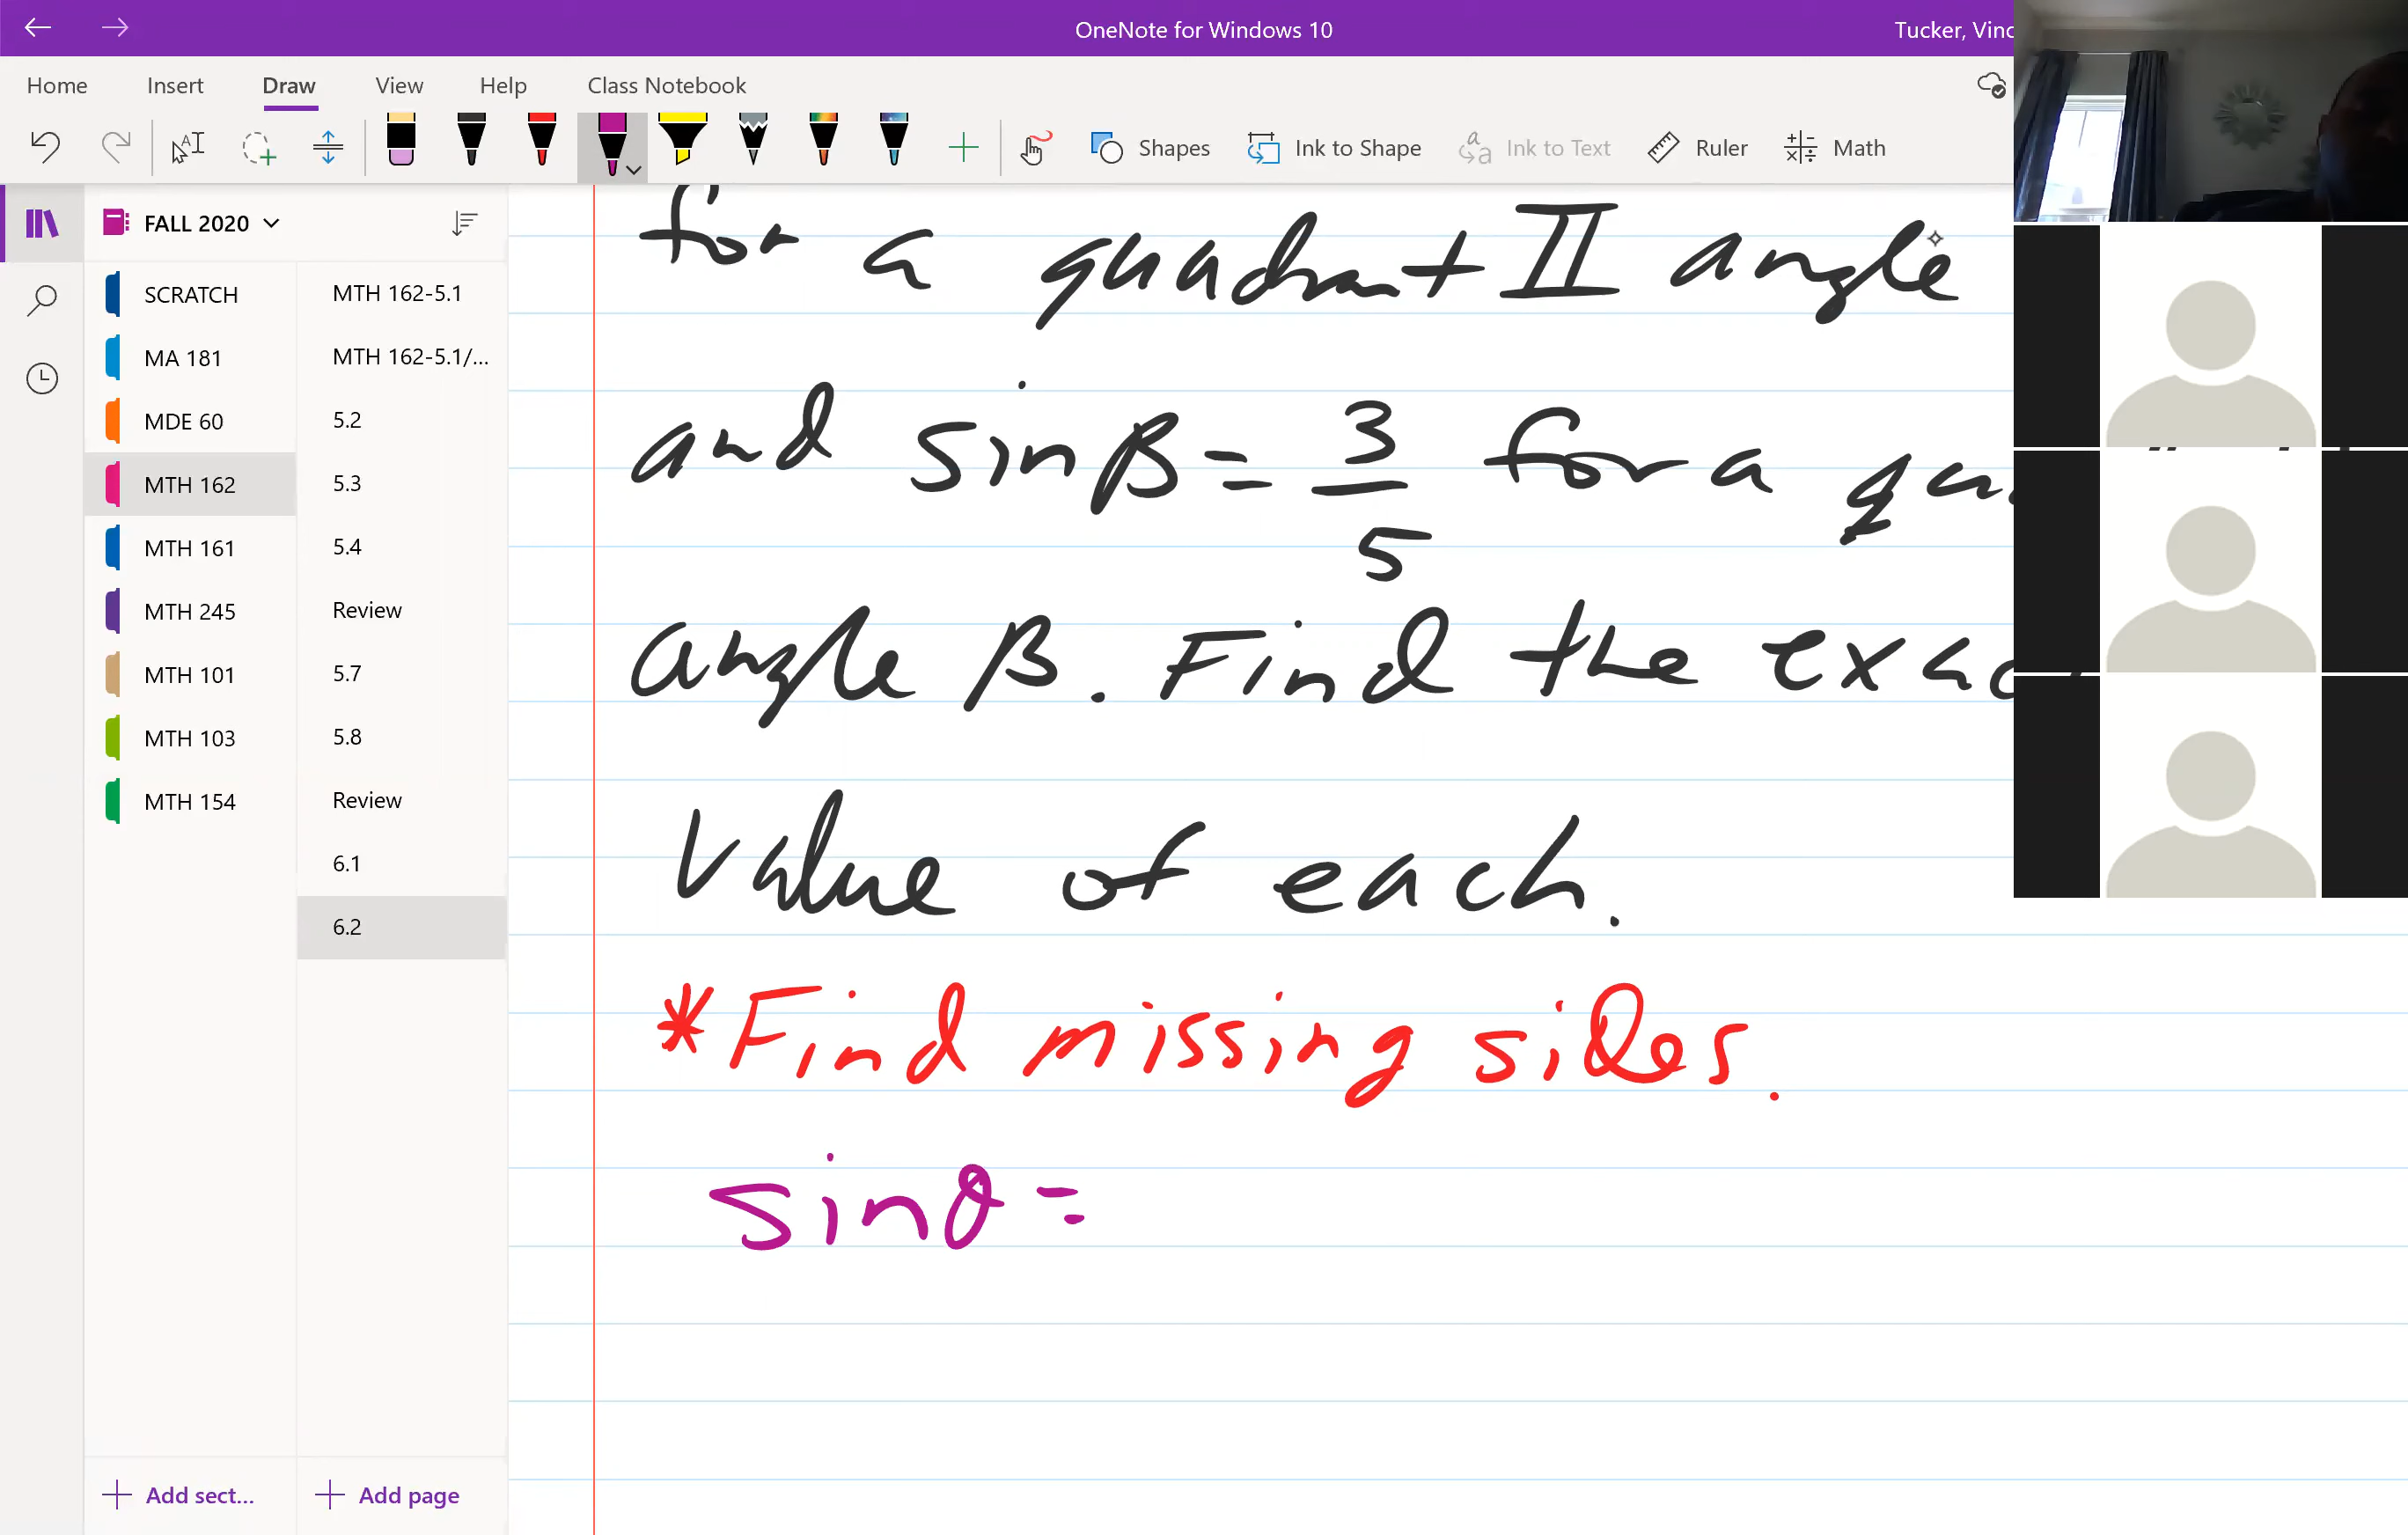 OneNote for Windows 10
Tucker, Vinc
Home Insert Draw View Help Class Notebook
Shapes Ink to Shape Ink to Text Ruler Math
FALL 2020
SCRATCH
MA 181
MDE 60
MTH 162
MTH 161
MTH 245
MTH 101
MTH 103
MTH 154
MTH 162-5.1
MTH 162-5.1/...
5.2
5.3
5.4
Review
5.7
5.8
Review
6.1
6.2
Add sect...
Add page
for a quadrant II angle
and sin β = 3/5 for a
angle β. Find the
Value of each.
*Find missing sides.
sin θ =